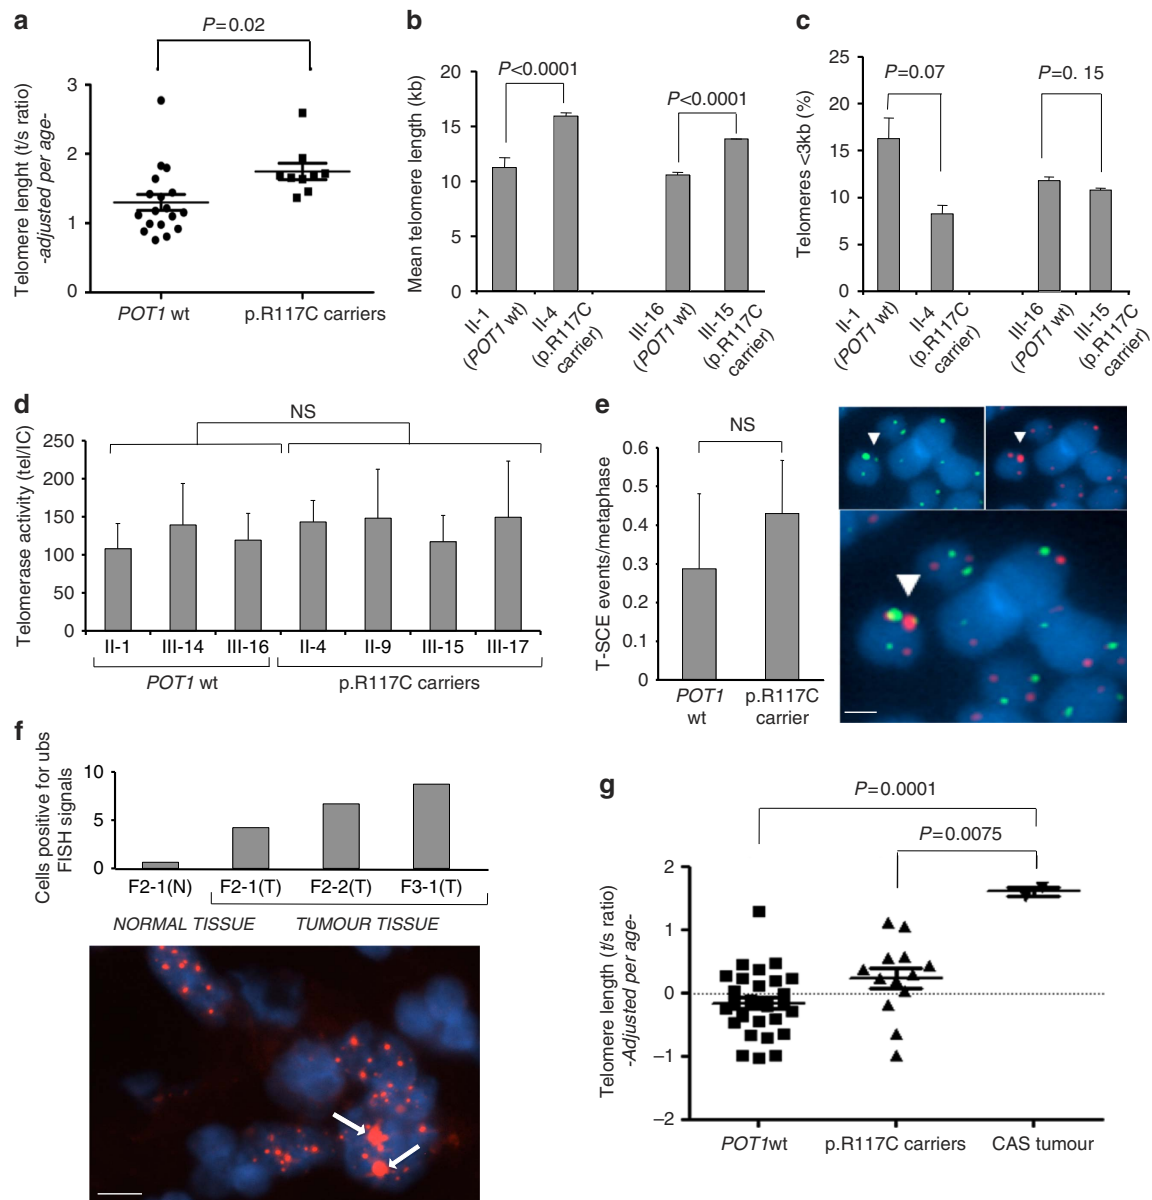 a
P=0.02
Telomere lenght (t/s ratio)
-adjusted per age-
3
2
1
0
POT1 wt
p.R117C carriers
b
Mean telomere length (kb)
20
15
10
5
0
P<0.0001
P<0.0001
II-1
(POT1 wt)
II-4
(p.R117C
carrier)
III-16
(POT1 wt)
III-15
(p.R117C
carrier)
c
Telomeres <3kb (%)
25
20
15
10
5
0
P=0.07
P=0. 15
II-1
(POT1 wt)
II-4
(p.R117C
carrier)
III-16
(POT1 wt)
III-15
(p.R117C
carrier)
d
NS
Telomerase activity (tel/IC)
250
200
150
100
50
0
II-1 III-14 III-16 II-4 II-9 III-15 III-17
POT1 wt
p.R117C carriers
e
NS
T-SCE events/metaphase
0.6
0.5
0.4
0.3
0.2
0.1
0
POT1
wt
p.R117C
carrier
f
Cells positive for ubs
FISH signals
10
5
0
F2-1(N) F2-1(T) F2-2(T) F3-1(T)
NORMAL TISSUE TUMOUR TISSUE
g
P=0.0001
P=0.0075
Telomere length (t/s ratio)
-Adjusted per age-
2
1
0
−1
−2
POT1wt
p.R117C carriers
CAS tumour